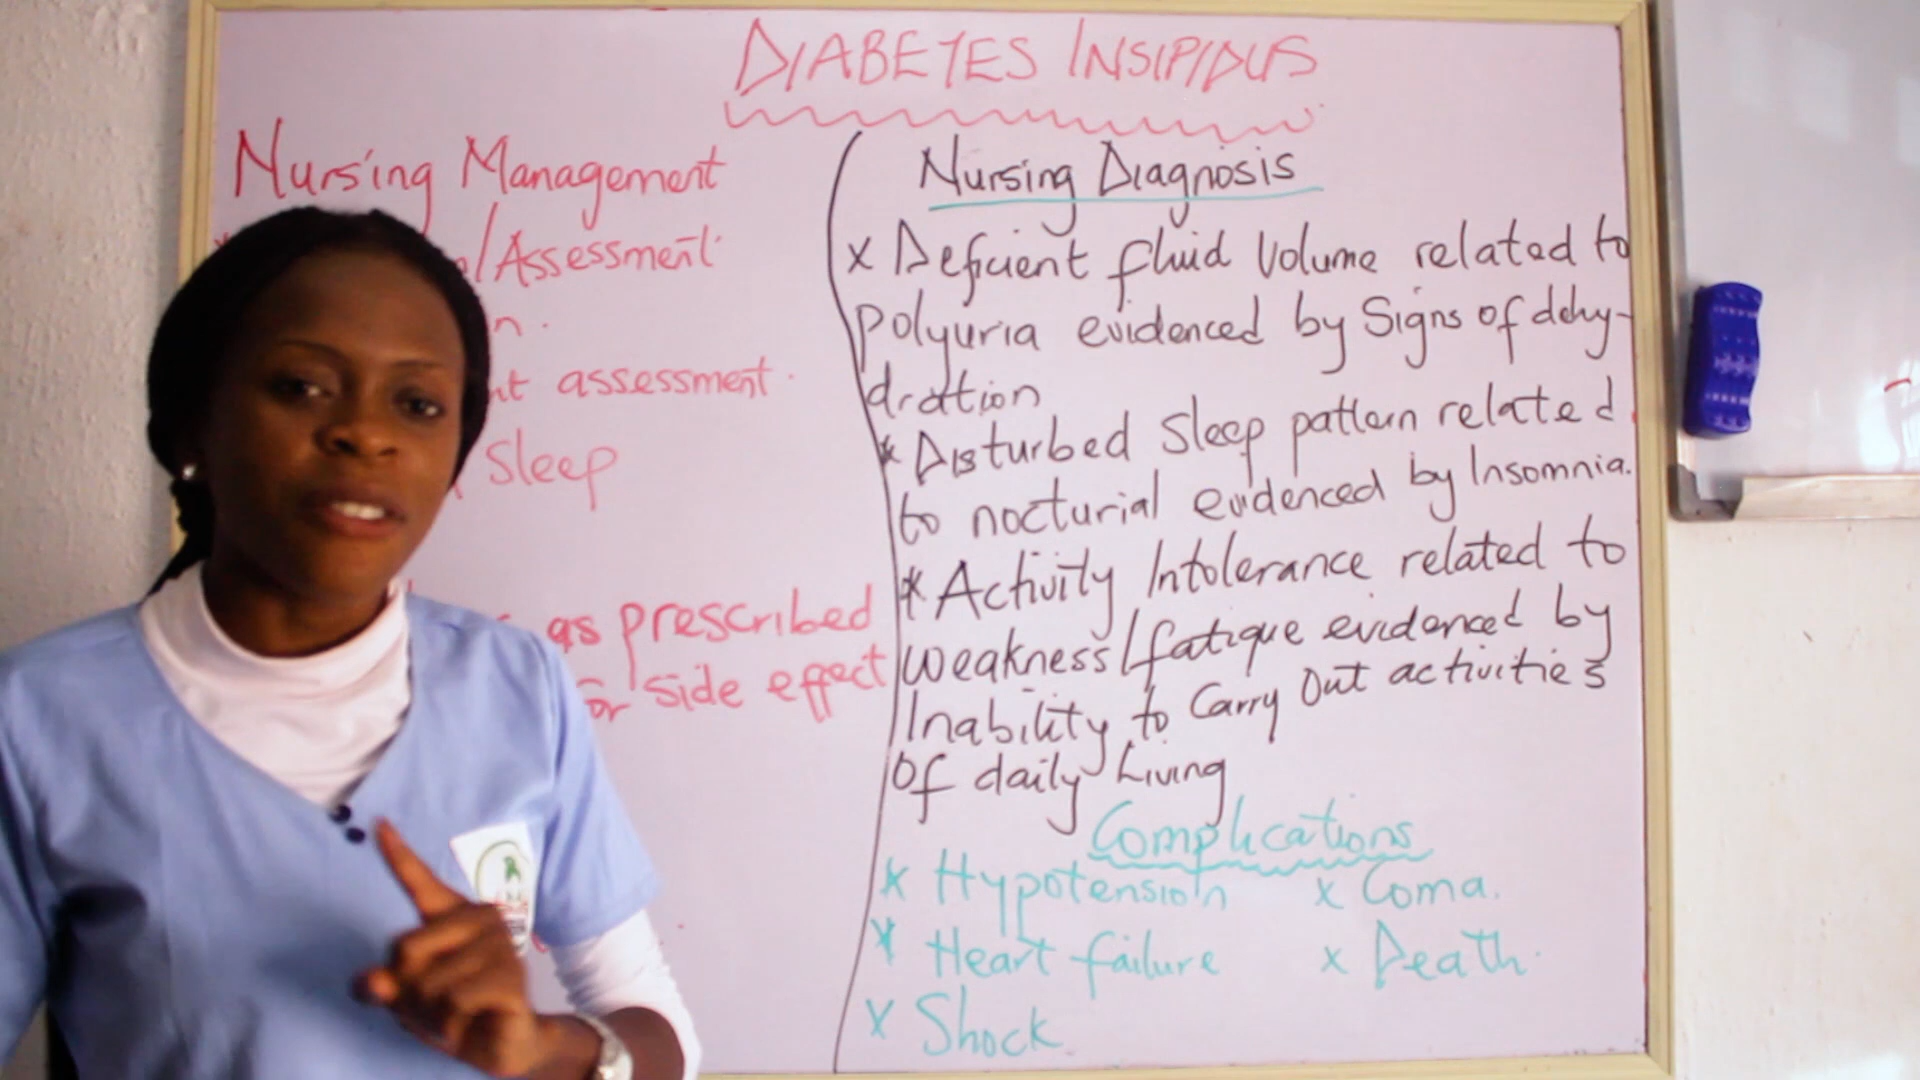 DIABETES INSIPIDUS
Nursing Management
/Assessment
assessment.
Sleep
as prescribed
for side effect
Nursing Diagnosis
x Deficient fluid Volume related to
polyuria evidenced by Signs of dehy-
dration
* Disturbed Sleep pattern related
to nocturial evidenced by Insomnia.
* Activity Intolerance related to
weakness/fatigue evidenced by
Inability to Carry Out activities
Of daily Living
Complications
x Hypotension x Coma.
x Heart failure x Death.
x Shock